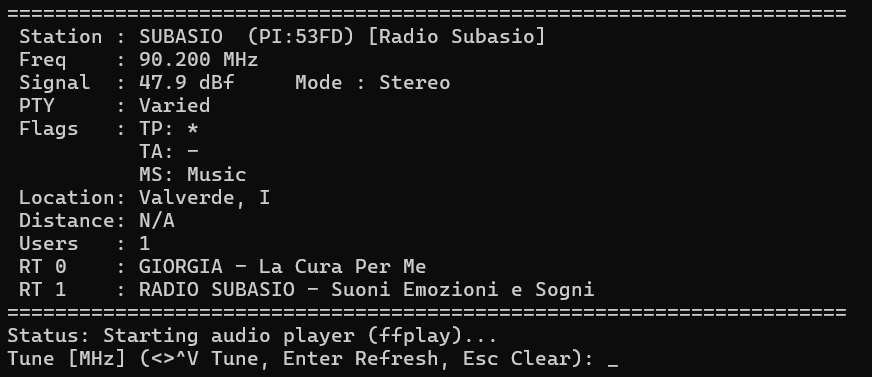 ======================================================================
Station : SUBASIO  (PI:53FD) [Radio Subasio]
Freq    : 90.200 MHz
Signal  : 47.9 dBf     Mode : Stereo
PTY     : Varied
Flags   : TP: *
          TA: -
          MS: Music
Location: Valverde, I
Distance: N/A
Users   : 1
RT 0    : GIORGIA - La Cura Per Me
RT 1    : RADIO SUBASIO - Suoni Emozioni e Sogni
======================================================================
Status: Starting audio player (ffplay)...
Tune [MHz] (<>^V Tune, Enter Refresh, Esc Clear): _